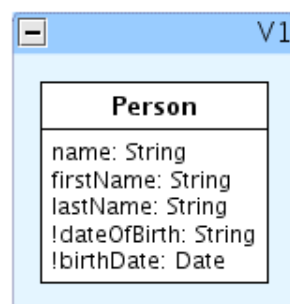 V1
Person
name: String
firstName: String
lastName: String
!dateOfBirth: String
!birthDate: Date